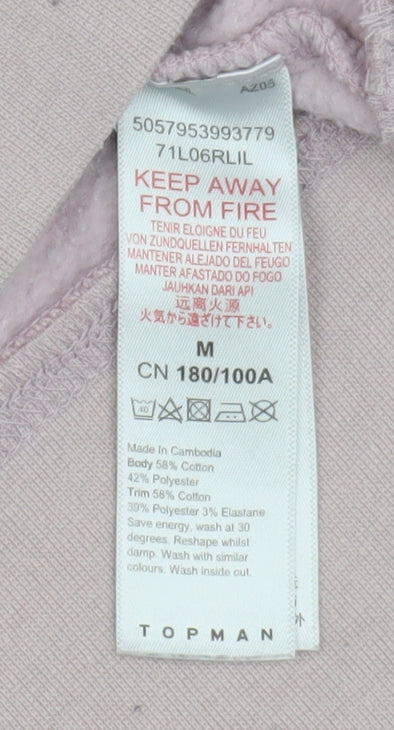 AZ05
5057953993779
71L06RLIL
KEEP AWAY
FROM FIRE
TENIR ELOIGNE DU FEU
VON ZUNDQUELLEN FERNHALTEN
MANTENER ALEJADO DEL FEUGO
MANTER AFASTADO DO FOGO
JAUHKAN DARI API
远离火源
火気から遠ざけて下さい。
M
CN 180/100A
40
Made In Cambodia
Body 58% Cotton
42% Polyester
Trim 58% Cotton
39% Polyester 3% Elastane
Save energy, wash at 30
degrees. Reshape whilst
damp. Wash with similar
colours. Wash inside out.
TOPMAN